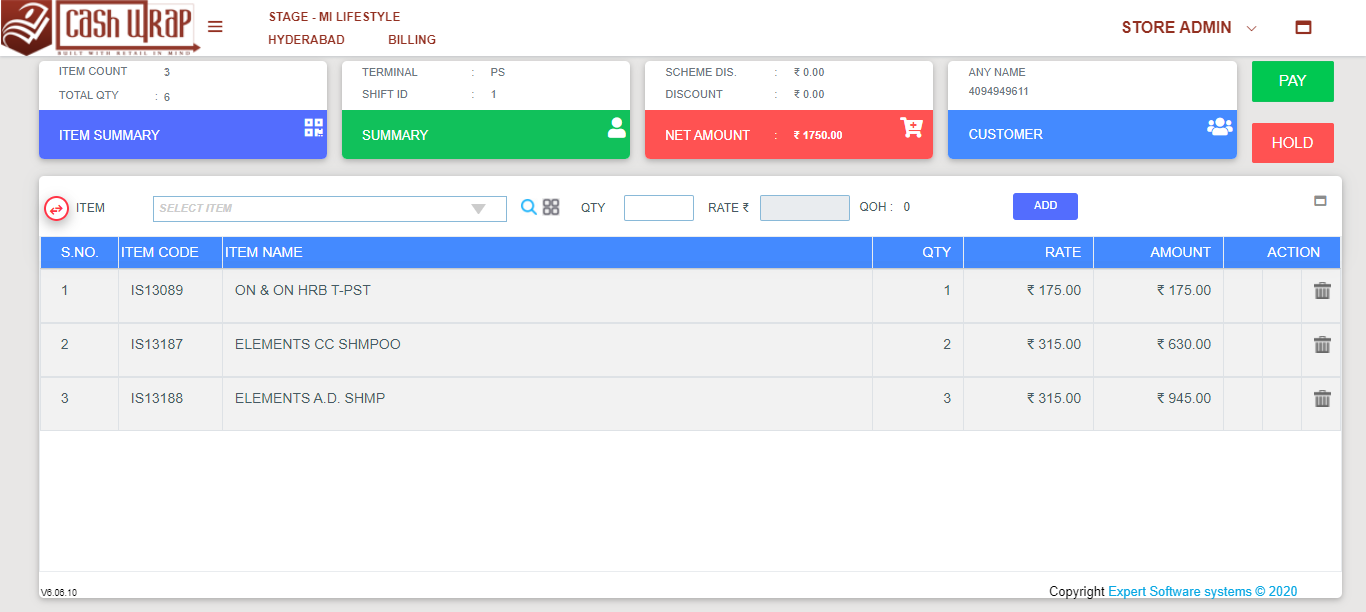 CASH WRAP
BUILT WITH RETAIL IN MIND
STAGE - MI LIFESTYLE
HYDERABAD BILLING
STORE ADMIN
ITEM COUNT 3
TOTAL QTY : 6
ITEM SUMMARY
TERMINAL : PS
SHIFT ID : 1
SUMMARY
SCHEME DIS. : ₹ 0.00
DISCOUNT : ₹ 0.00
NET AMOUNT : ₹ 1750.00
ANY NAME
4094949611
CUSTOMER
PAY
HOLD
ITEM SELECT ITEM QTY RATE ₹ QOH : 0 ADD
S.NO. ITEM CODE ITEM NAME QTY RATE AMOUNT ACTION
1 IS13089 ON & ON HRB T-PST 1 ₹ 175.00 ₹ 175.00
2 IS13187 ELEMENTS CC SHMPOO 2 ₹ 315.00 ₹ 630.00
3 IS13188 ELEMENTS A.D. SHMP 3 ₹ 315.00 ₹ 945.00
V6.06.10
Copyright Expert Software systems © 2020